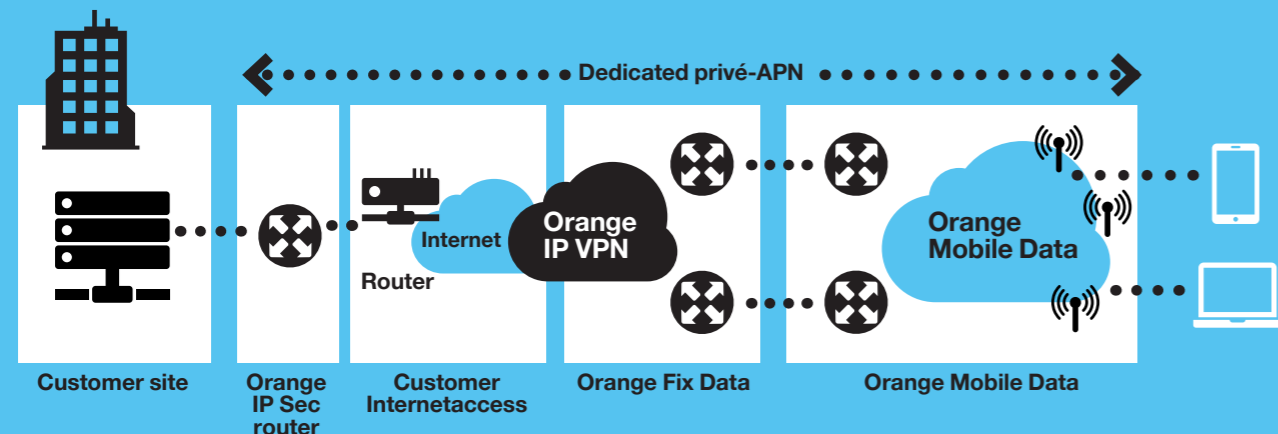 Dedicated privé-APN
Internet
Router
Orange
IP VPN
Orange
Mobile Data
Customer site
Orange
IP Sec
router
Customer
Internetaccess
Orange Fix Data
Orange Mobile Data